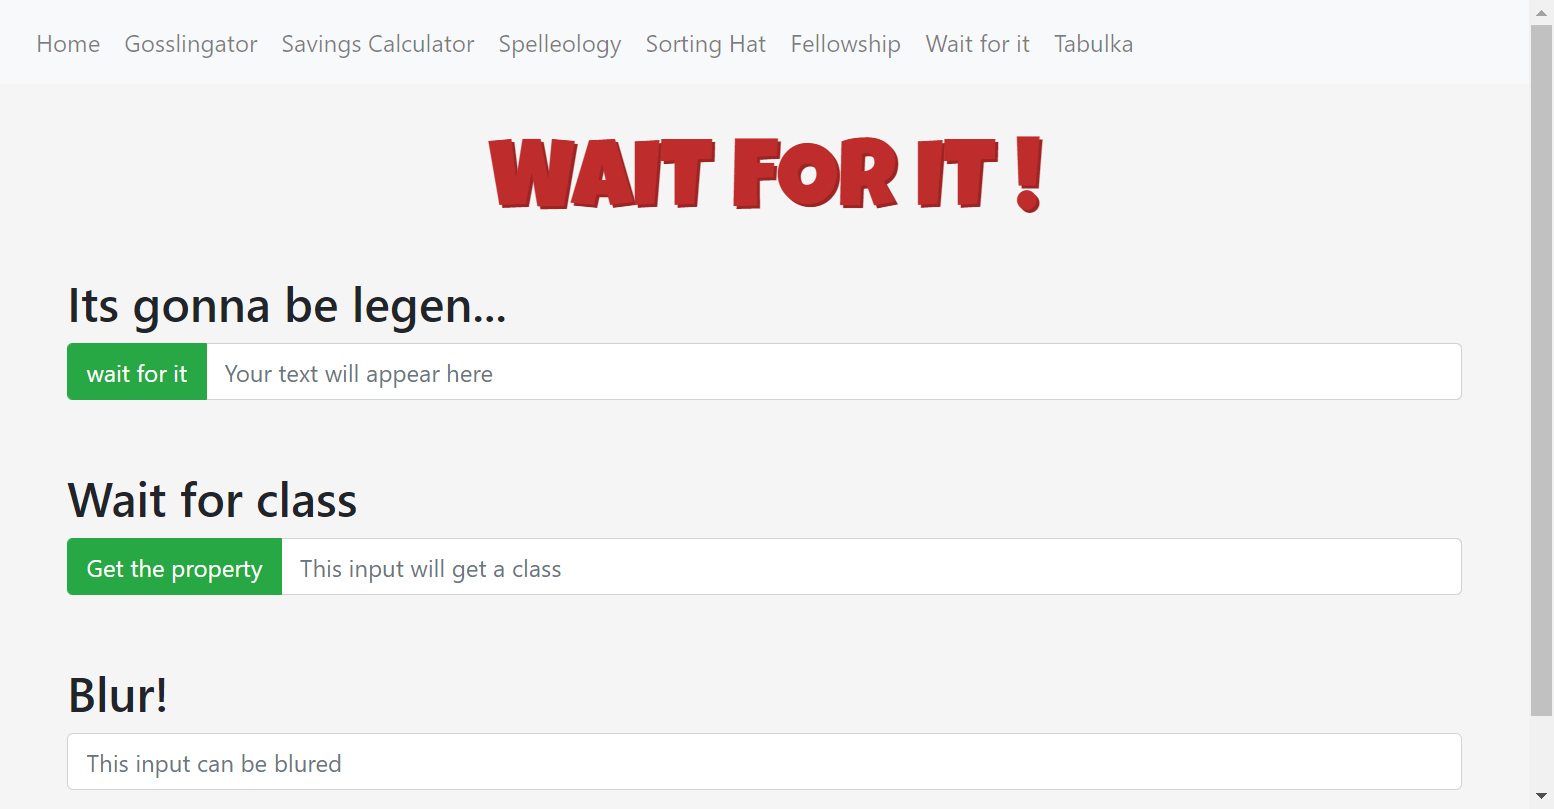 Home Gosslingator Savings Calculator Spelleology Sorting Hat Fellowship Wait for it Tabulka
WAIT FOR IT !
Its gonna be legen...
wait for it Your text will appear here
Wait for class
Get the property This input will get a class
Blur!
This input can be blured